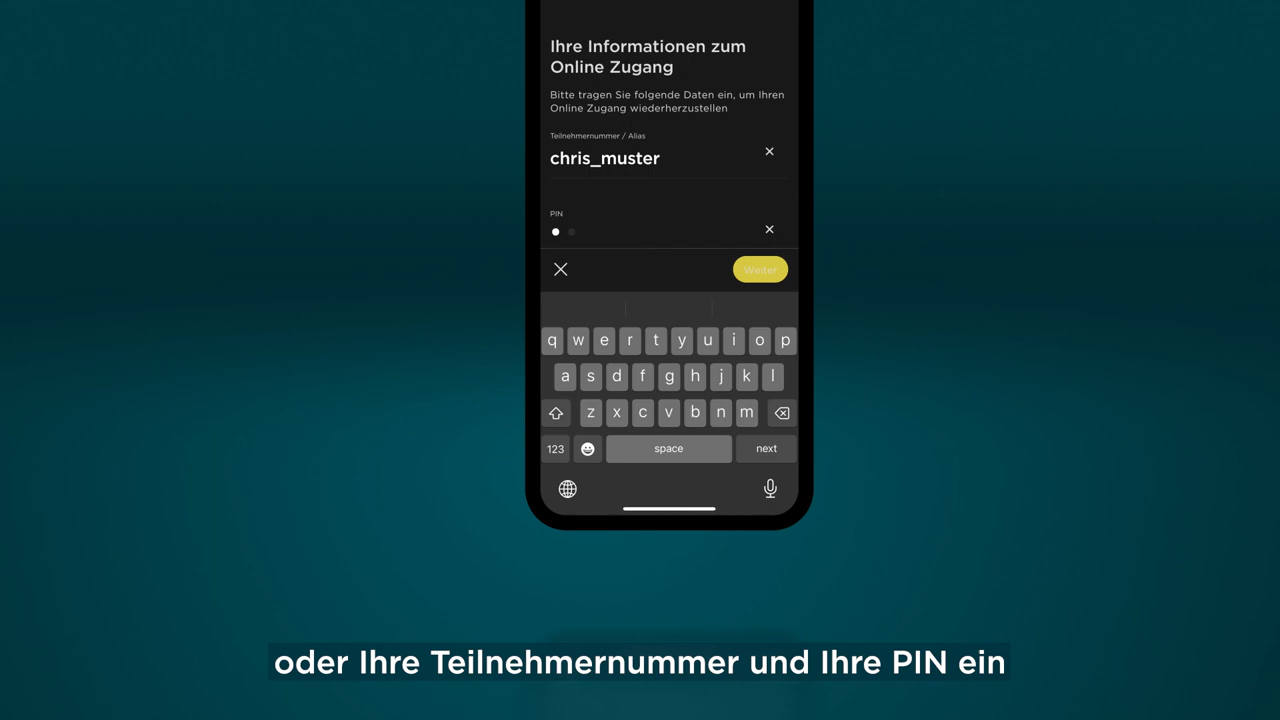 Ihre Informationen zum
Online Zugang
Bitte tragen Sie folgende Daten ein, um Ihren
Online Zugang wiederherzustellen
Teilnehmernummer / Alias
chris_muster
PIN
Weiter
q w e r t y u i o p
a s d f g h j k l
z x c v b n m
123 space next
oder Ihre Teilnehmernummer und Ihre PIN ein